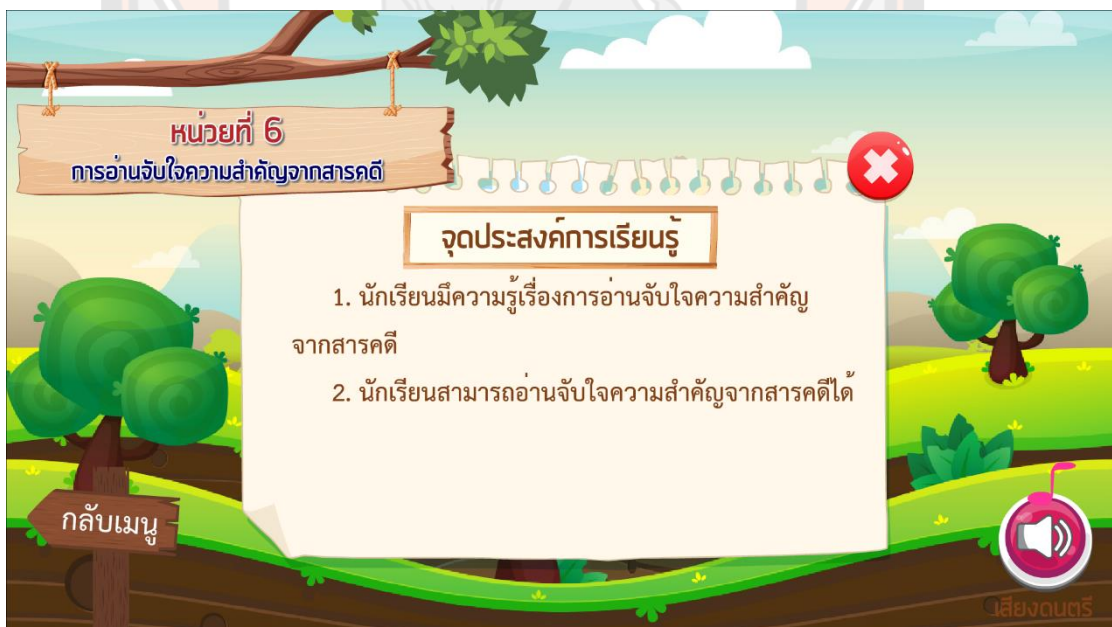 หน่วยที่ 6
การอ่านจับใจความสำคัญจากสารคดี
จุดประสงค์การเรียนรู้
1. นักเรียนมีความรู้เรื่องการอ่านจับใจความสำคัญ
จากสารคดี
2. นักเรียนสามารถอ่านจับใจความสำคัญจากสารคดีได้
กลับเมนู
เสียงดนตรี